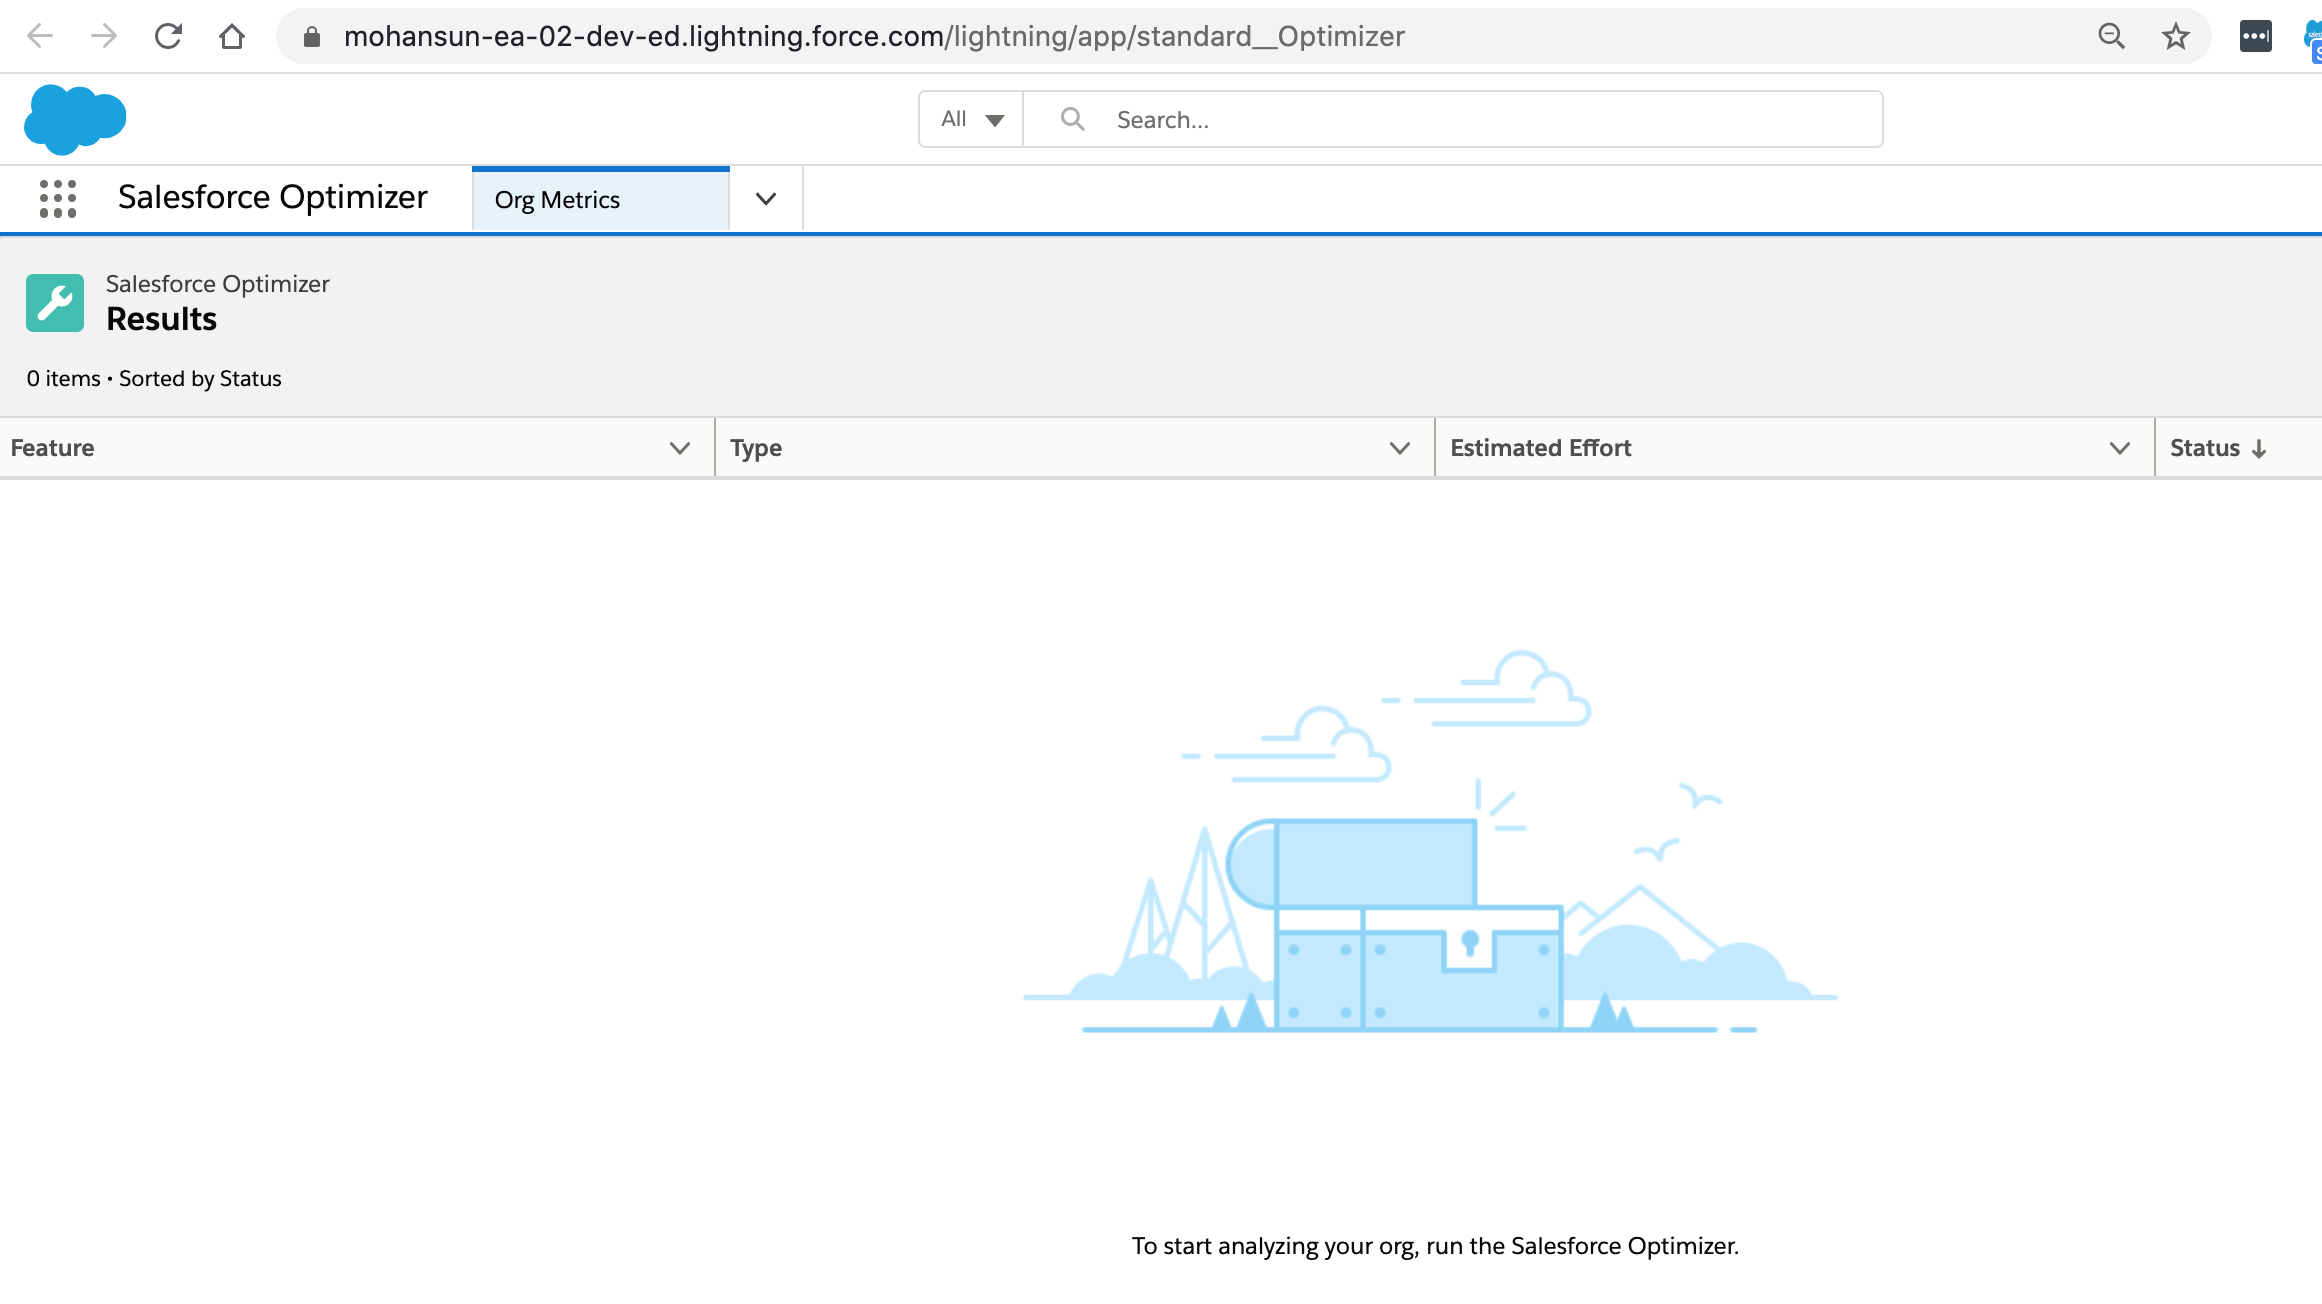 mohansun-ea-02-dev-ed.lightning.force.com/lightning/app/standard__Optimizer
All
Search...
Salesforce Optimizer
Org Metrics
Salesforce Optimizer
Results
0 items • Sorted by Status
Feature
Type
Estimated Effort
Status
To start analyzing your org, run the Salesforce Optimizer.